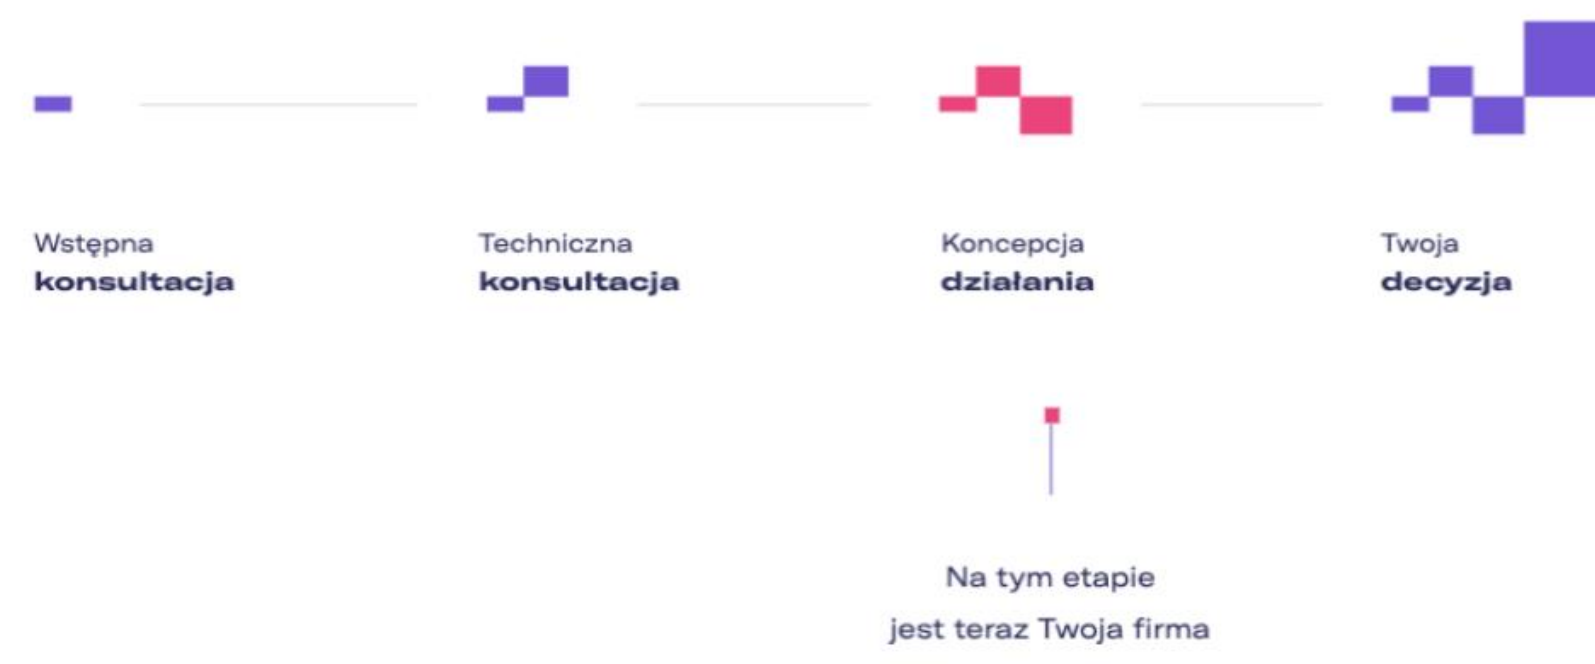 Wstępna
konsultacja
Techniczna
konsultacja
Koncepcja
działania
Twoja
decyzja
Na tym etapie
jest teraz Twoja firma